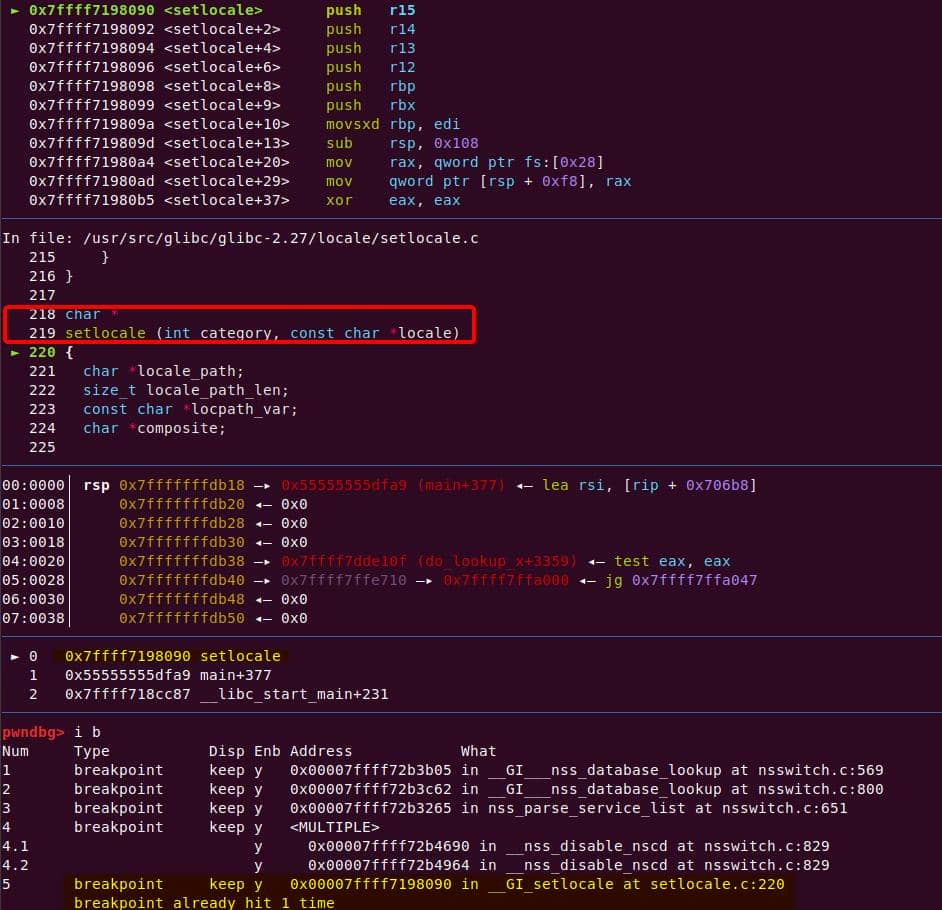 ► 0x7ffff7198090 <setlocale>       push   r15
0x7ffff7198092 <setlocale+2>     push   r14
0x7ffff7198094 <setlocale+4>     push   r13
0x7ffff7198096 <setlocale+6>     push   r12
0x7ffff7198098 <setlocale+8>     push   rbp
0x7ffff7198099 <setlocale+9>     push   rbx
0x7ffff719809a <setlocale+10>    movsxd rbp, edi
0x7ffff719809d <setlocale+13>    sub    rsp, 0x108
0x7ffff71980a4 <setlocale+20>    mov    rax, qword ptr fs:[0x28]
0x7ffff71980ad <setlocale+29>    mov    qword ptr [rsp + 0xf8], rax
0x7ffff71980b5 <setlocale+37>    xor    eax, eax
In file: /usr/src/glibc/glibc-2.27/locale/setlocale.c
215     }
216 }
217
218 char *
219 setlocale (int category, const char *locale)
► 220 {
221   char *locale_path;
222   size_t locale_path_len;
223   const char *locpath_var;
224   char *composite;
225
00:0000│ rsp 0x7fffffffdb18 —▸ 0x55555555dfa9 (main+377) ◂— lea rsi, [rip + 0x706b8]
01:0008│     0x7fffffffdb20 ◂— 0x0
02:0010│     0x7fffffffdb28 ◂— 0x0
03:0018│     0x7fffffffdb30 ◂— 0x0
04:0020│     0x7fffffffdb38 —▸ 0x7ffff7dde10f (do_lookup_x+3359) ◂— test eax, eax
05:0028│     0x7fffffffdb40 —▸ 0x7ffff7ffe710 —▸ 0x7ffff7ffa000 ◂— jg 0x7ffff7ffa047
06:0030│     0x7fffffffdb48 ◂— 0x0
07:0038│     0x7fffffffdb50 ◂— 0x0
► 0   0x7ffff7198090 setlocale
1   0x55555555dfa9 main+377
2   0x7ffff718cc87 __libc_start_main+231
pwndbg> i b
Num     Type           Disp Enb Address            What
1       breakpoint     keep y   0x00007ffff72b3b05 in __GI___nss_database_lookup at nsswitch.c:569
2       breakpoint     keep y   0x00007ffff72b3c62 in __GI___nss_database_lookup at nsswitch.c:800
3       breakpoint     keep y   0x00007ffff72b3265 in nss_parse_service_list at nsswitch.c:651
4       breakpoint     keep y   <MULTIPLE>
4.1                         y     0x00007ffff72b4690 in __nss_disable_nscd at nsswitch.c:829
4.2                         y     0x00007ffff72b4964 in __nss_disable_nscd at nsswitch.c:829
5       breakpoint     keep y   0x00007ffff7198090 in __GI_setlocale at setlocale.c:220
breakpoint already hit 1 time